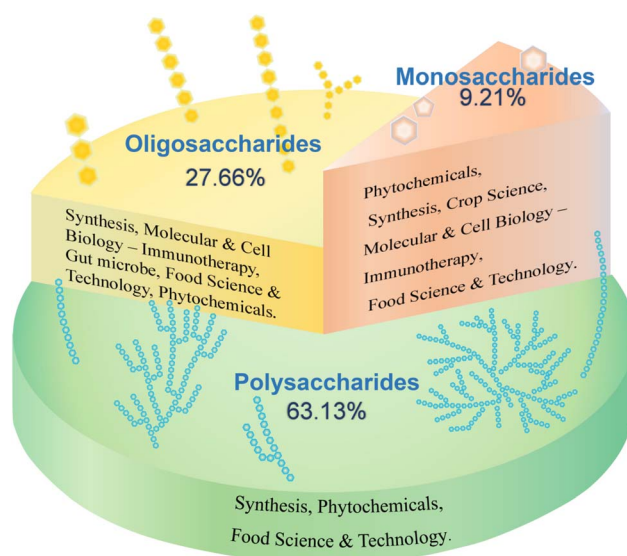 Monosaccharides
9.21%
Oligosaccharides
27.66%
Phytochemicals,
Synthesis, Crop Science,
Molecular & Cell Biology –
Immunotherapy,
Food Science & Technology.
Synthesis, Molecular & Cell
Biology – Immunotherapy,
Gut microbe, Food Science &
Technology, Phytochemicals.
Polysaccharides
63.13%
Synthesis, Phytochemicals,
Food Science & Technology.